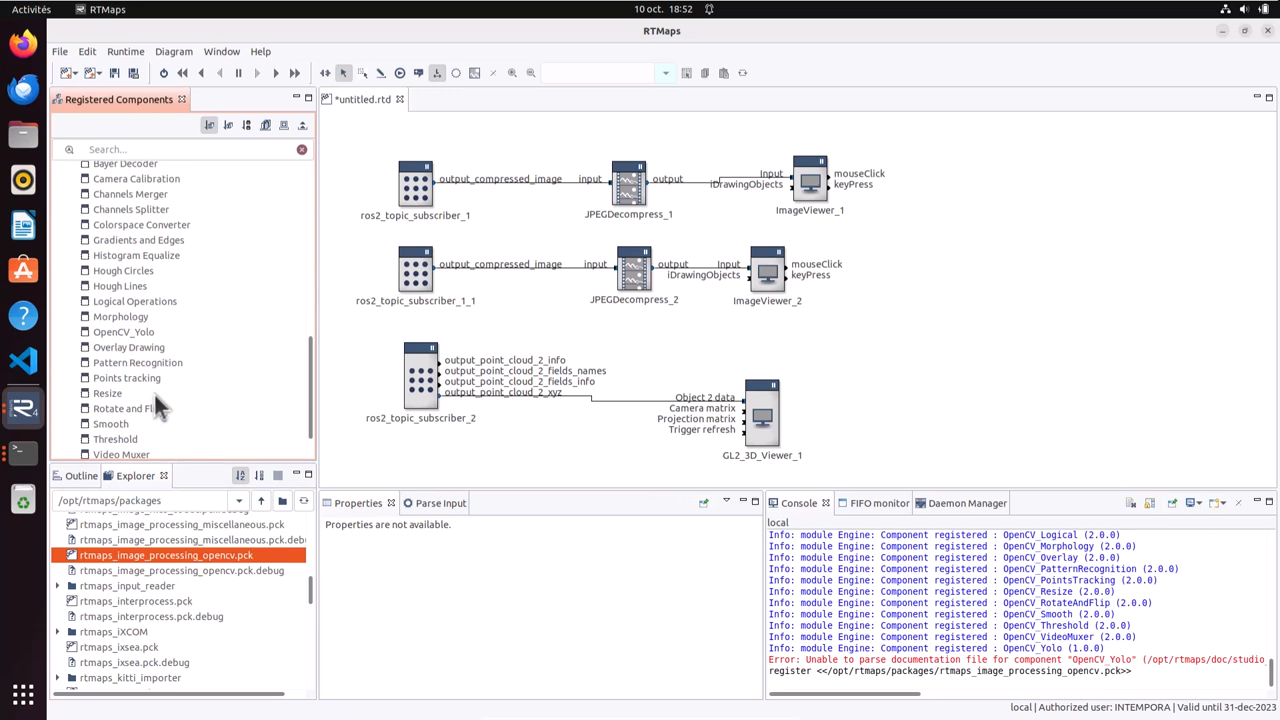 Activités RTMaps 10 oct. 18:52
RTMaps
File Edit Runtime Diagram Window Help
Registered Components
*untitled.rtd
Search...
Bayer Decoder
Camera Calibration
Channels Merger
Channels Splitter
Colorspace Converter
Gradients and Edges
Histogram Equalize
Hough Circles
Hough Lines
Logical Operations
Morphology
OpenCV_Yolo
Overlay Drawing
Pattern Recognition
Points tracking
Resize
Rotate and Fl
Smooth
Threshold
Video Muxer
output_compressed_image
ros2_topic_subscriber_1
input output
JPEGDecompress_1
Input
iDrawingObjects
mouseClick
keyPress
ImageViewer_1
output_compressed_image
ros2_topic_subscriber_1_1
input output
JPEGDecompress_2
Input
iDrawingObjects
mouseClick
keyPress
ImageViewer_2
output_point_cloud_2_info
output_point_cloud_2_fields_names
output_point_cloud_2_fields_info
output_point_cloud_2_xyz
ros2_topic_subscriber_2
Object 2 data
Camera matrix
Projection matrix
Trigger refresh
GL2_3D_Viewer_1
Outline Explorer
/opt/rtmaps/packages
rtmaps_image_processing_miscellaneous.pck
rtmaps_image_processing_miscellaneous.pck.debu
rtmaps_image_processing_opencv.pck
rtmaps_image_processing_opencv.pck.debug
rtmaps_input_reader
rtmaps_interprocess.pck
rtmaps_interprocess.pck.debug
rtmaps_iXCOM
rtmaps_ixsea.pck
rtmaps_ixsea.pck.debug
rtmaps_kitti_importer
Properties Parse Input
Properties are not available.
Console FIFO monitor Daemon Manager
local
Info: module Engine: Component registered : OpenCV_Logical (2.0.0)
Info: module Engine: Component registered : OpenCV_Morphology (2.0.0)
Info: module Engine: Component registered : OpenCV_Overlay (2.0.0)
Info: module Engine: Component registered : OpenCV_PatternRecognition (2.0.0)
Info: module Engine: Component registered : OpenCV_PointsTracking (2.0.0)
Info: module Engine: Component registered : OpenCV_Resize (2.0.0)
Info: module Engine: Component registered : OpenCV_RotateAndFlip (2.0.0)
Info: module Engine: Component registered : OpenCV_Smooth (2.0.0)
Info: module Engine: Component registered : OpenCV_Threshold (2.0.0)
Info: module Engine: Component registered : OpenCV_VideoMuxer (2.0.0)
Info: module Engine: Component registered : OpenCV_Yolo (1.0.0)
Error: Unable to parse documentation file for component "OpenCV_Yolo" (/opt/rtmaps/doc/studio
register <</opt/rtmaps/packages/rtmaps_image_processing_opencv.pck>>
local | Authorized user: INTEMPORA | Valid until 31-dec-2023